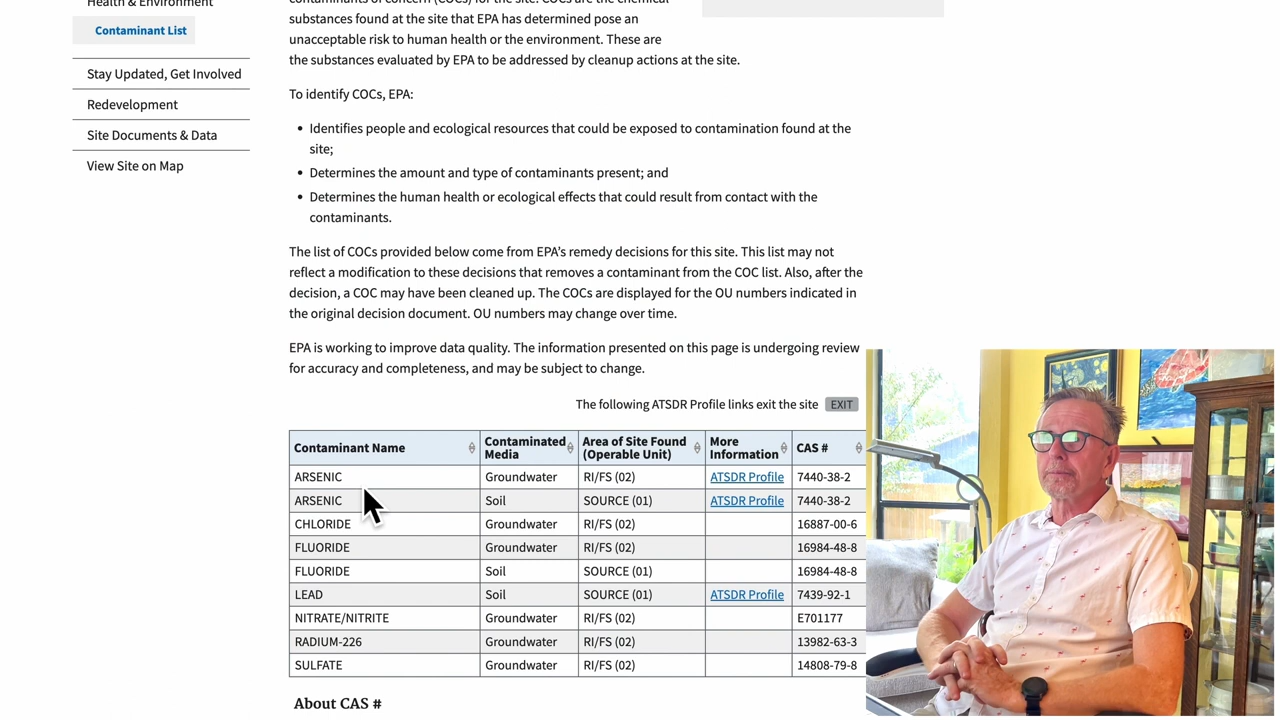 Health & Environment
Contaminant List
Stay Updated, Get Involved
Redevelopment
Site Documents & Data
View Site on Map
contaminants of concern (COCs) for the site. COCs are the chemical
substances found at the site that EPA has determined pose an
unacceptable risk to human health or the environment. These are
the substances evaluated by EPA to be addressed by cleanup actions at the site.
To identify COCs, EPA:
• Identifies people and ecological resources that could be exposed to contamination found at the
site;
• Determines the amount and type of contaminants present; and
• Determines the human health or ecological effects that could result from contact with the
contaminants.
The list of COCs provided below come from EPA's remedy decisions for this site. This list may not
reflect a modification to these decisions that removes a contaminant from the COC list. Also, after the
decision, a COC may have been cleaned up. The COCs are displayed for the OU numbers indicated in
the original decision document. OU numbers may change over time.
EPA is working to improve data quality. The information presented on this page is undergoing review
for accuracy and completeness, and may be subject to change.
The following ATSDR Profile links exit the site EXIT
Contaminant Name Contaminated Media Area of Site Found (Operable Unit) More Information CAS #
ARSENIC Groundwater RI/FS (02) ATSDR Profile 7440-38-2
ARSENIC Soil SOURCE (01) ATSDR Profile 7440-38-2
CHLORIDE Groundwater RI/FS (02) 16887-00-6
FLUORIDE Groundwater RI/FS (02) 16984-48-8
FLUORIDE Soil SOURCE (01) 16984-48-8
LEAD Soil SOURCE (01) ATSDR Profile 7439-92-1
NITRATE/NITRITE Groundwater RI/FS (02) E701177
RADIUM-226 Groundwater RI/FS (02) 13982-63-3
SULFATE Groundwater RI/FS (02) 14808-79-8
About CAS #